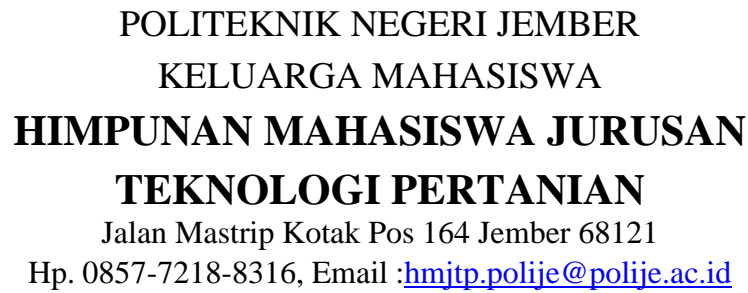 POLITEKNIK NEGERI JEMBER
KELUARGA MAHASISWA
HIMPUNAN MAHASISWA JURUSAN
TEKNOLOGI PERTANIAN
Jalan Mastrip Kotak Pos 164 Jember 68121
Hp. 0857-7218-8316, Email :hmjtp.polije@polije.ac.id